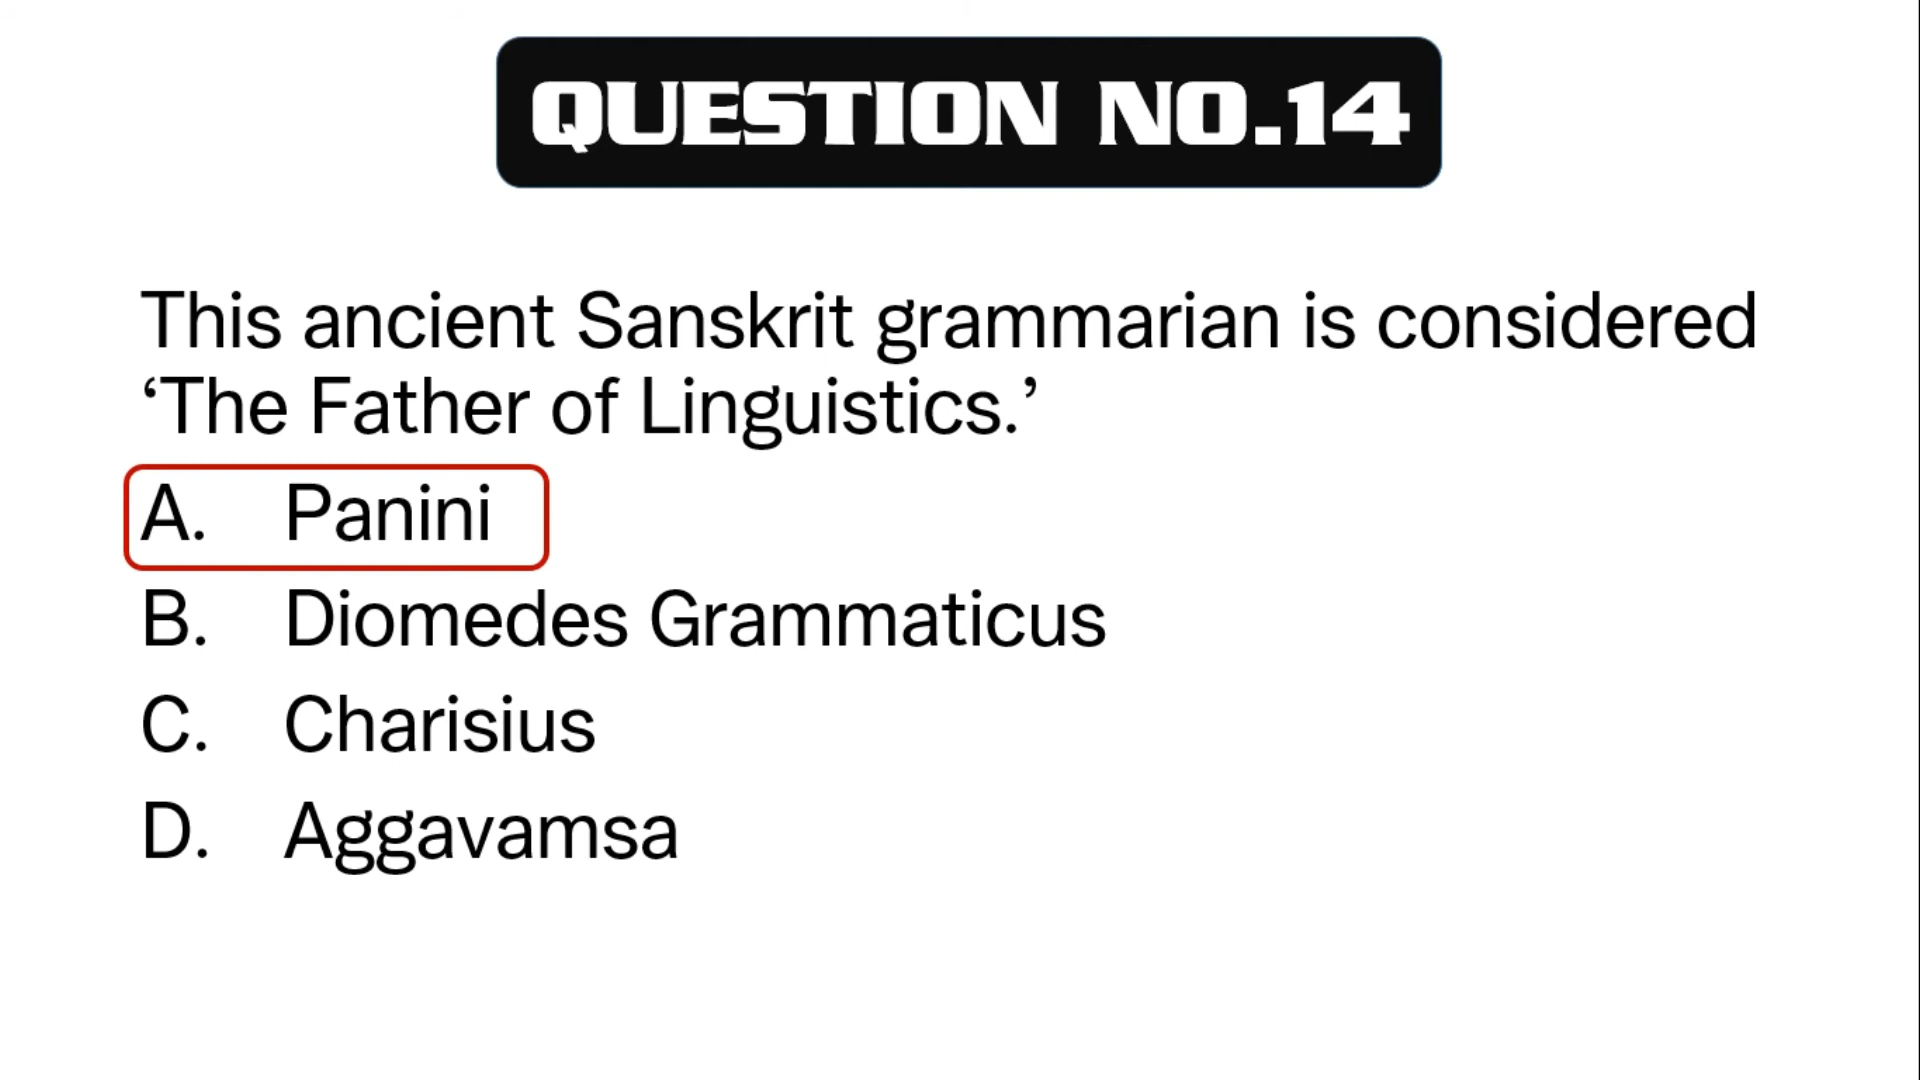 QUESTION NO.14
This ancient Sanskrit grammarian is considered
‘The Father of Linguistics.’
A. Panini
B. Diomedes Grammaticus
C. Charisius
D. Aggavamsa